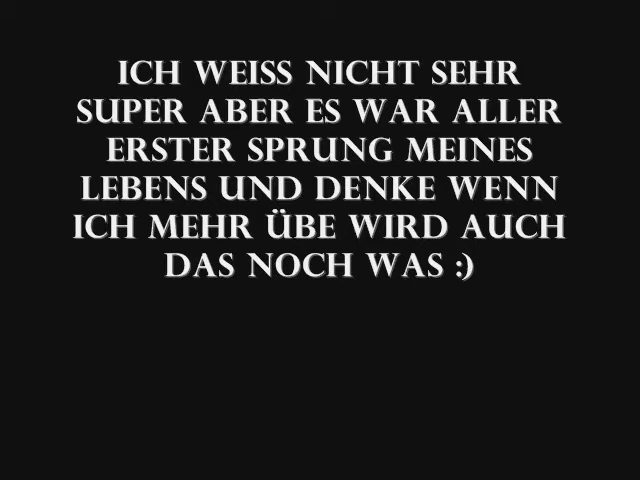 ICH WEISS NICHT SEHR
SUPER ABER ES WAR ALLER
ERSTER SPRUNG MEINES
LEBENS UND DENKE WENN
ICH MEHR ÜBE WIRD AUCH
DAS NOCH WAS :)